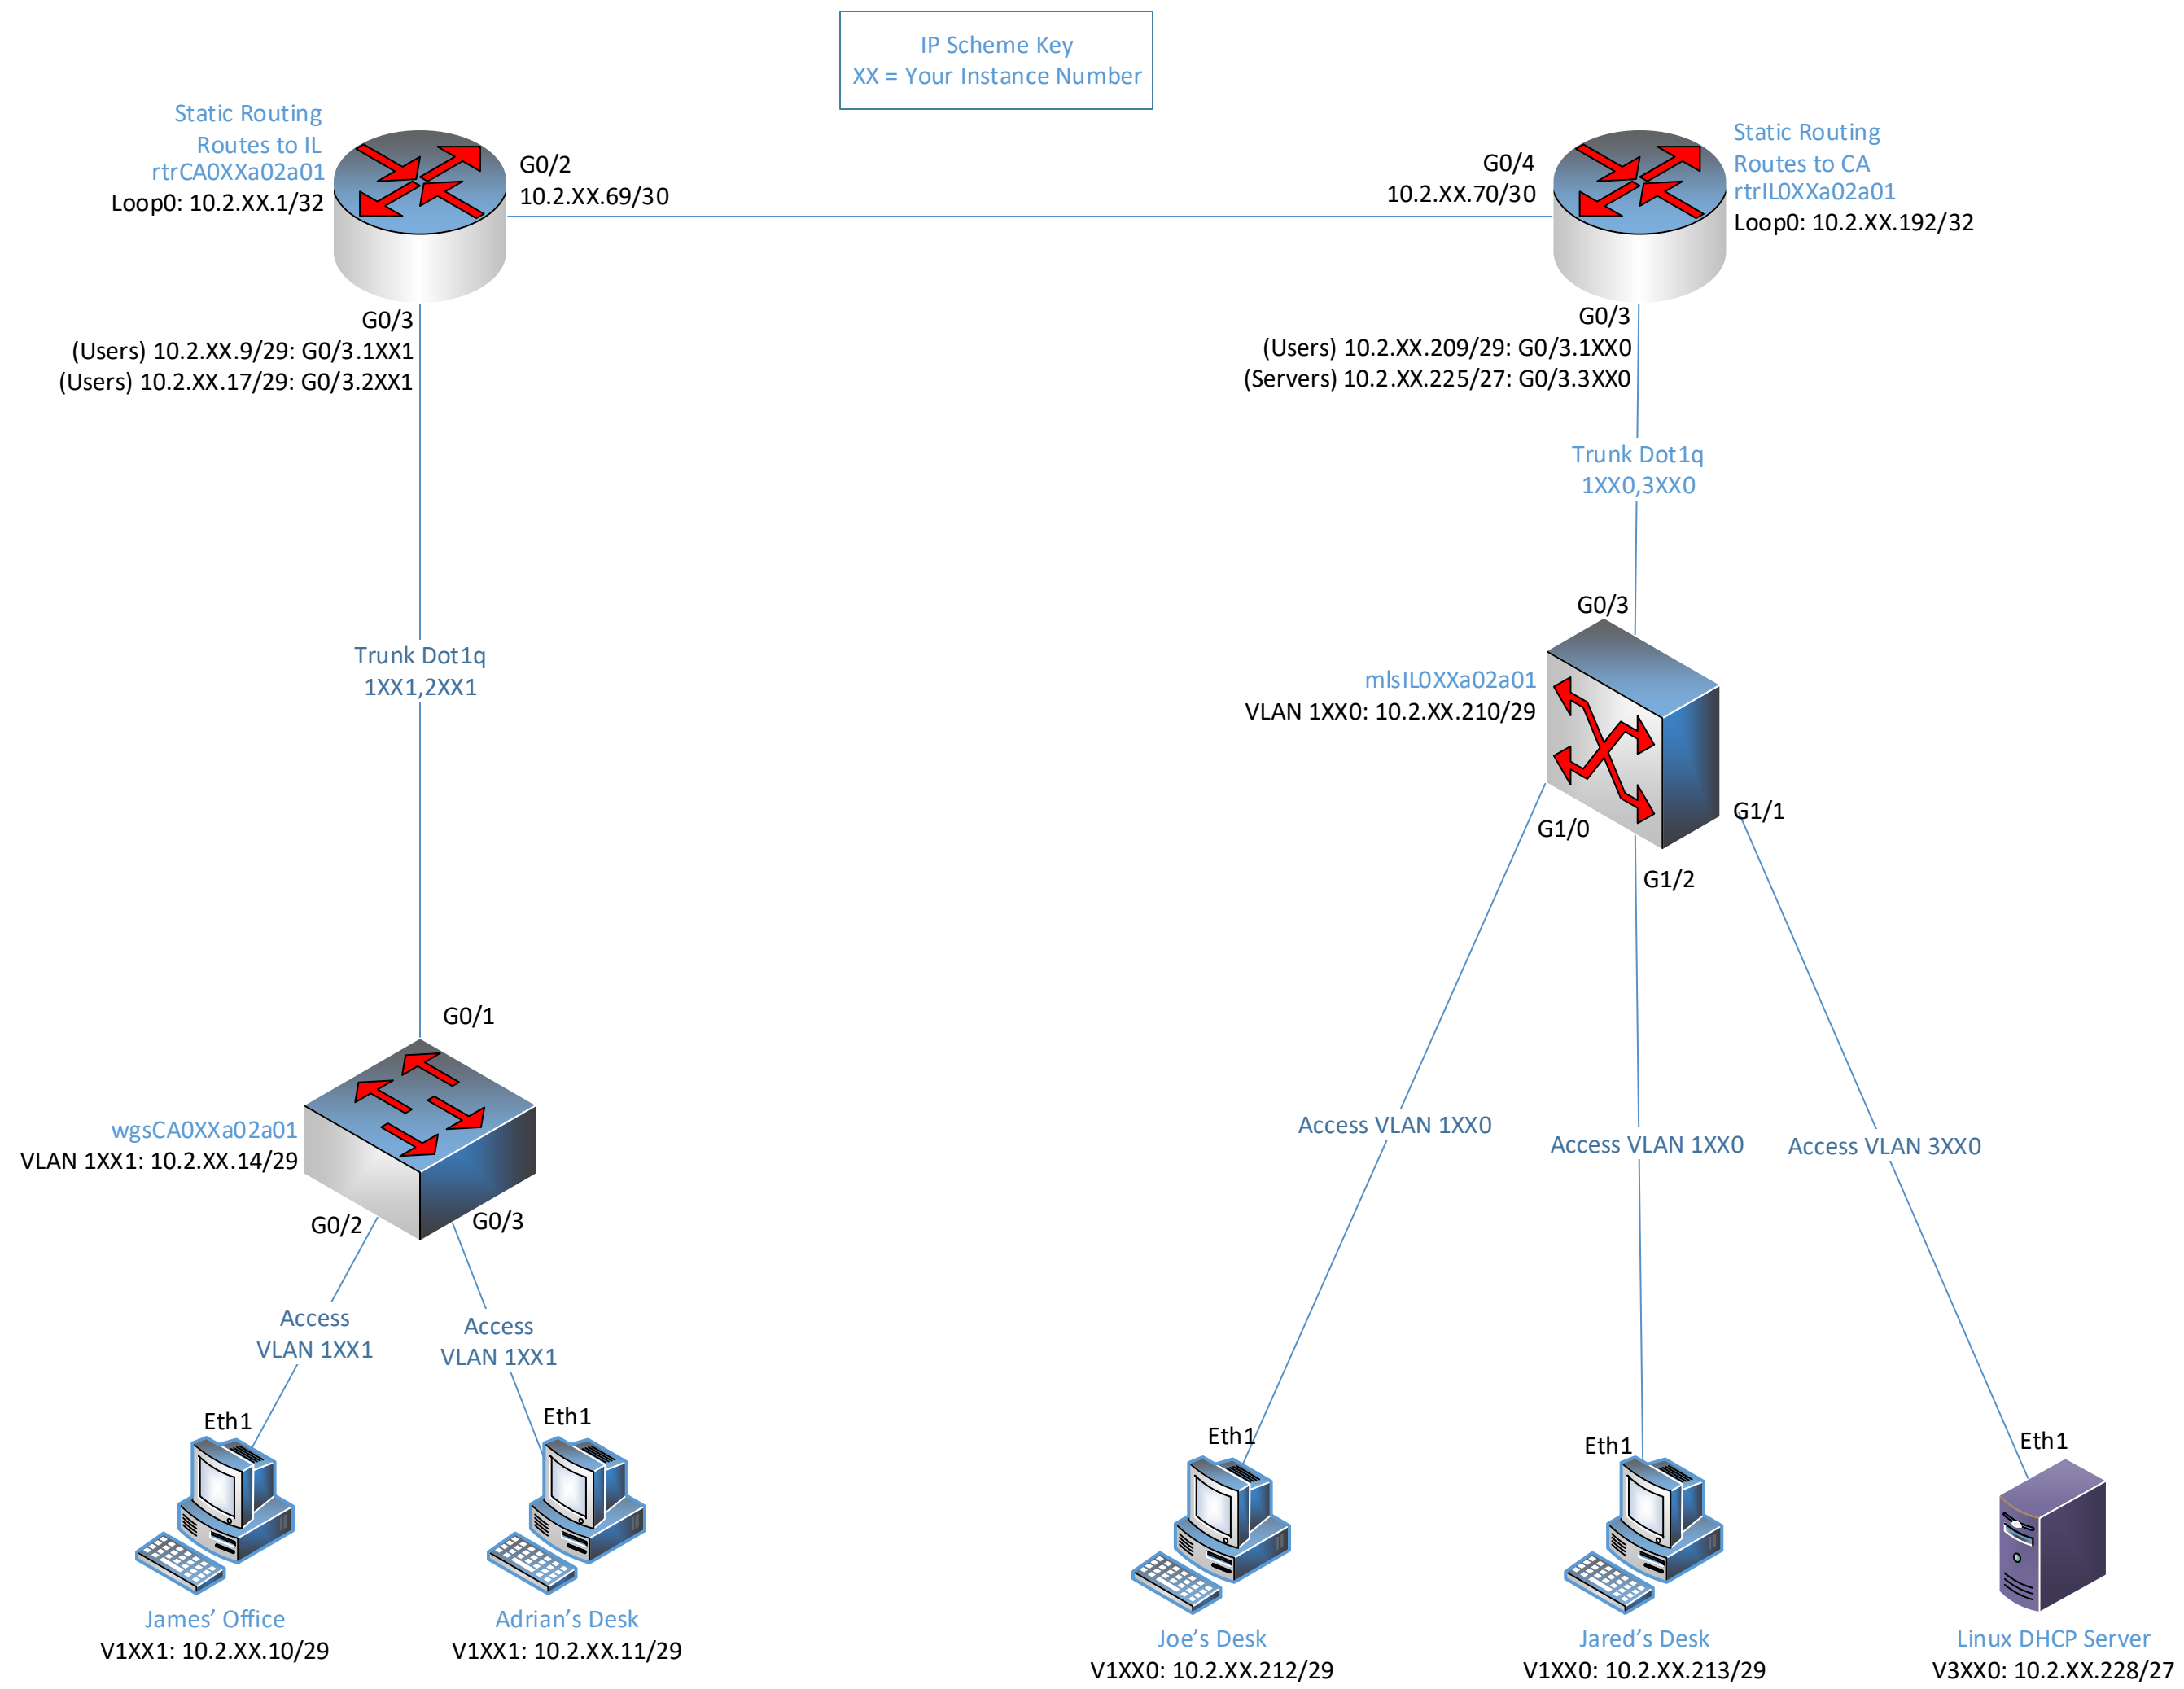 IP Scheme Key
XX = Your Instance Number
Static Routing
Routes to IL
rtrCA0XXa02a01
Loop0: 10.2.XX.1/32
G0/2
10.2.XX.69/30
G0/4
10.2.XX.70/30
Static Routing
Routes to CA
rtrIL0XXa02a01
Loop0: 10.2.XX.192/32
G0/3
(Users) 10.2.XX.9/29: G0/3.1XX1
(Users) 10.2.XX.17/29: G0/3.2XX1
G0/3
(Users) 10.2.XX.209/29: G0/3.1XX0
(Servers) 10.2.XX.225/27: G0/3.3XX0
Trunk Dot1q
1XX0,3XX0
Trunk Dot1q
1XX1,2XX1
G0/3
mlsIL0XXa02a01
VLAN 1XX0: 10.2.XX.210/29
G1/0
G1/1
G1/2
G0/1
wgsCA0XXa02a01
VLAN 1XX1: 10.2.XX.14/29
G0/2
G0/3
Access VLAN 1XX0
Access VLAN 1XX0
Access VLAN 3XX0
Access
VLAN 1XX1
Access
VLAN 1XX1
Eth1
Eth1
Eth1
Eth1
Eth1
James’ Office
V1XX1: 10.2.XX.10/29
Adrian’s Desk
V1XX1: 10.2.XX.11/29
Joe’s Desk
V1XX0: 10.2.XX.212/29
Jared’s Desk
V1XX0: 10.2.XX.213/29
Linux DHCP Server
V3XX0: 10.2.XX.228/27